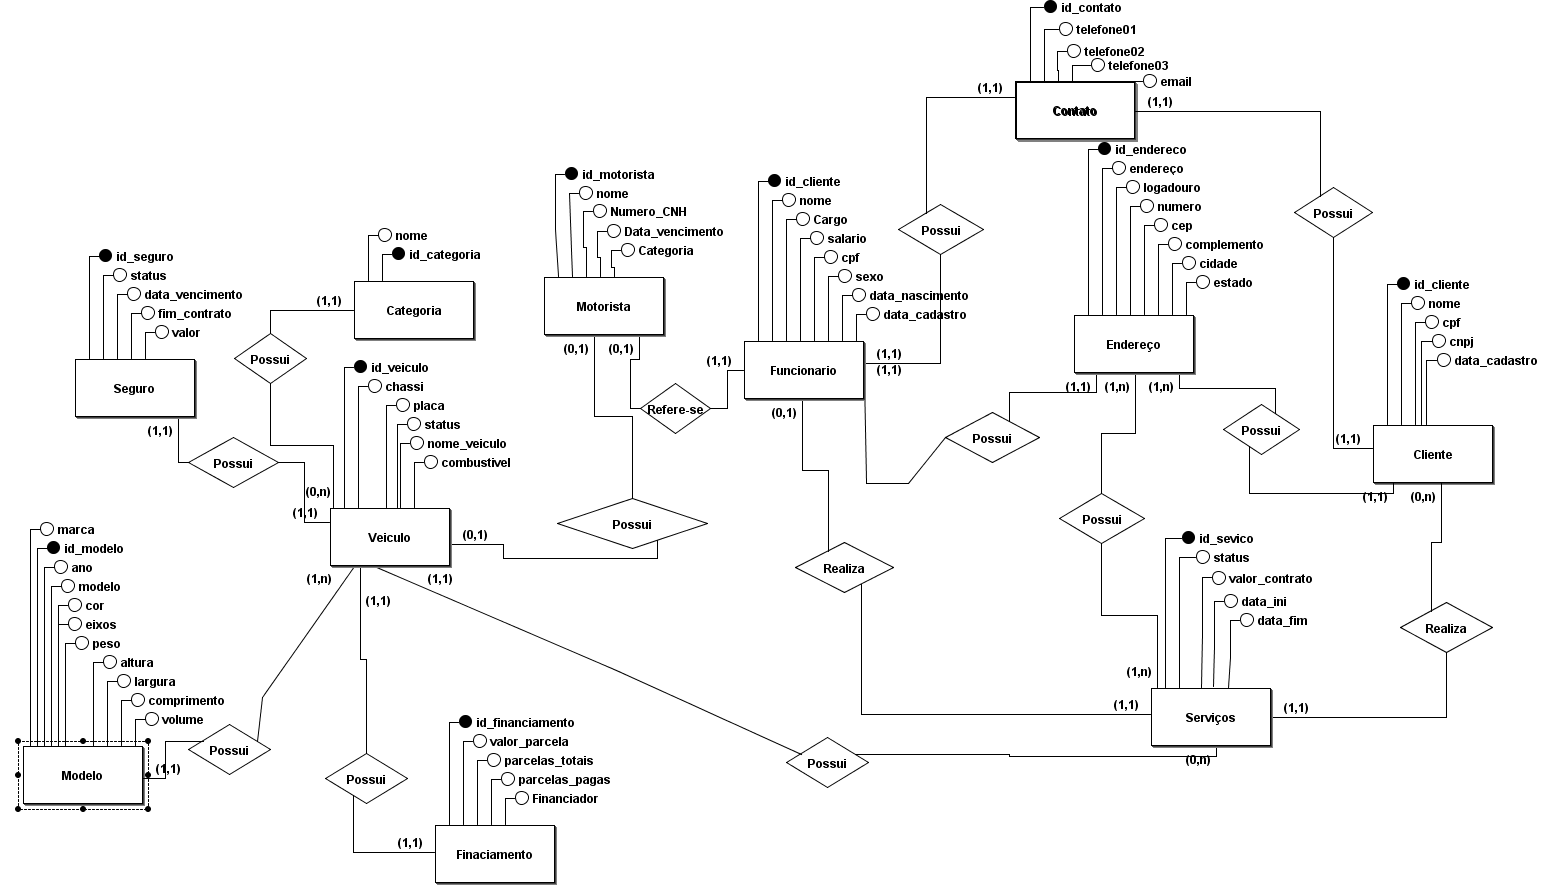 id_contato
telefone01
telefone02
telefone03
email
(1,1)
(1,1)
Contato
id_endereco
endereço
logadouro
numero
cep
complemento
cidade
estado
Endereço
(1,1)
(1,n)
(1,n)
Possui
Possui
id_motorista
nome
Numero_CNH
Data_vencimento
Categoria
Motorista
(0,1)
(0,1)
id_cliente
nome
Cargo
salario
cpf
sexo
data_nascimento
data_cadastro
Funcionario
(1,1)
(1,1)
(1,1)
(0,1)
Refere-se
nome
id_categoria
Categoria
(1,1)
Possui
id_seguro
status
data_vencimento
fim_contrato
valor
Seguro
(1,1)
Possui
id_veiculo
chassi
placa
status
nome_veiculo
combustivel
(0,n)
(1,1)
Veiculo
(0,1)
(1,n)
(1,1)
(1,1)
Possui
Possui
Possui
id_cliente
nome
cpf
cnpj
data_cadastro
Cliente
(1,1)
(1,1)
(0,n)
Possui
Possui
Realiza
Realiza
marca
id_modelo
ano
modelo
cor
eixos
peso
altura
largura
comprimento
volume
Modelo
(1,1)
Possui
id_sevico
status
valor_contrato
data_ini
data_fim
(1,n)
(1,1)
Serviços
(1,1)
(0,n)
Possui
id_financiamento
valor_parcela
parcelas_totais
parcelas_pagas
Financiador
(1,1)
Finaciamento